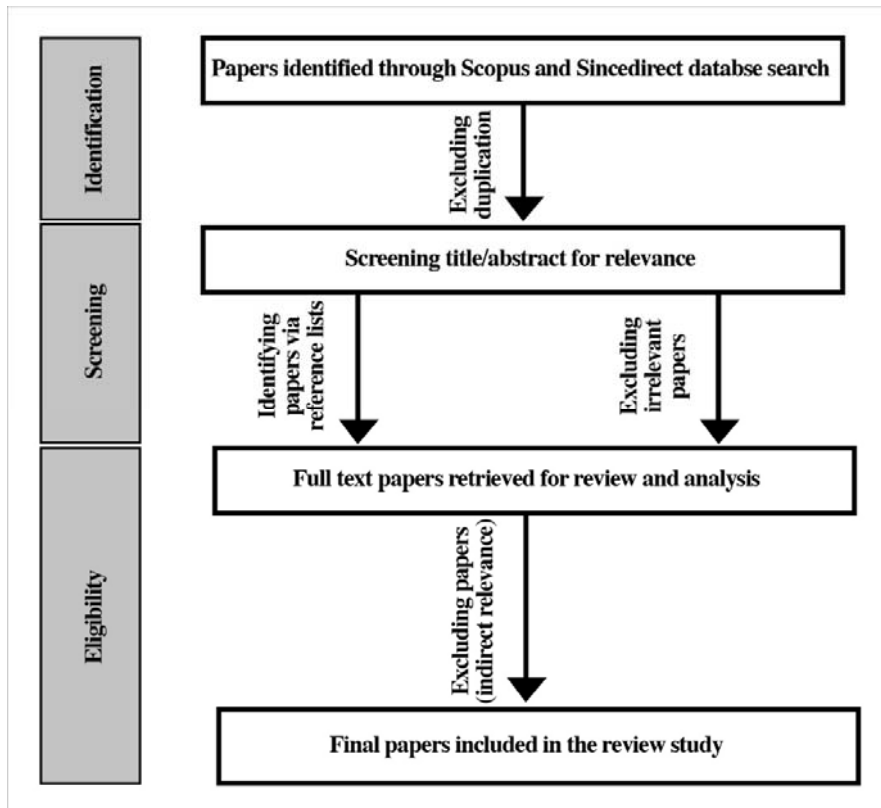 Identification
Papers identified through Scopus and Sincedirect databse search
Excluding
duplication
Screening
Screening title/abstract for relevance
Identifying
papers via
reference lists
Excluding
irrelevant
papers
Eligibility
Full text papers retrieved for review and analysis
Excluding papers
(indirect relevance)
Final papers included in the review study